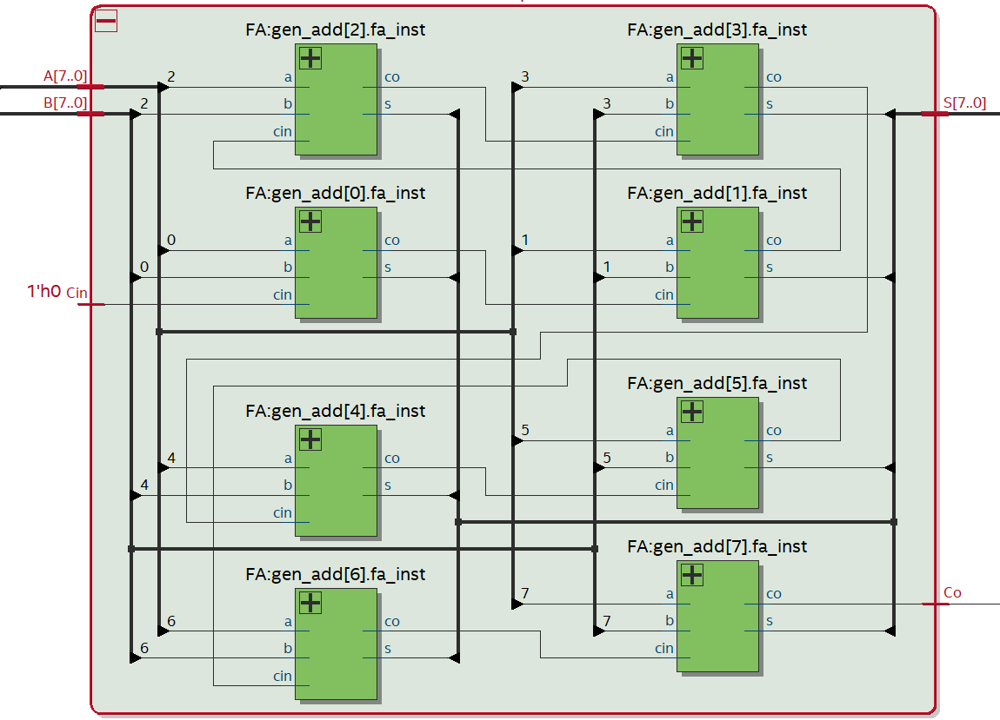 FA:gen_add[2].fa_inst
FA:gen_add[3].fa_inst
A[7..0]
2
a
co
3
a
co
B[7..0]
2
b
s
3
b
s
S[7..0]
cin
cin
FA:gen_add[0].fa_inst
FA:gen_add[1].fa_inst
0
a
co
1
a
co
0
b
s
1
b
s
1'h0 Cin
cin
cin
FA:gen_add[5].fa_inst
FA:gen_add[4].fa_inst
5
a
co
4
a
co
5
b
s
4
b
s
cin
cin
FA:gen_add[7].fa_inst
FA:gen_add[6].fa_inst
7
a
co
Co
6
a
co
7
b
s
6
b
s
cin
cin